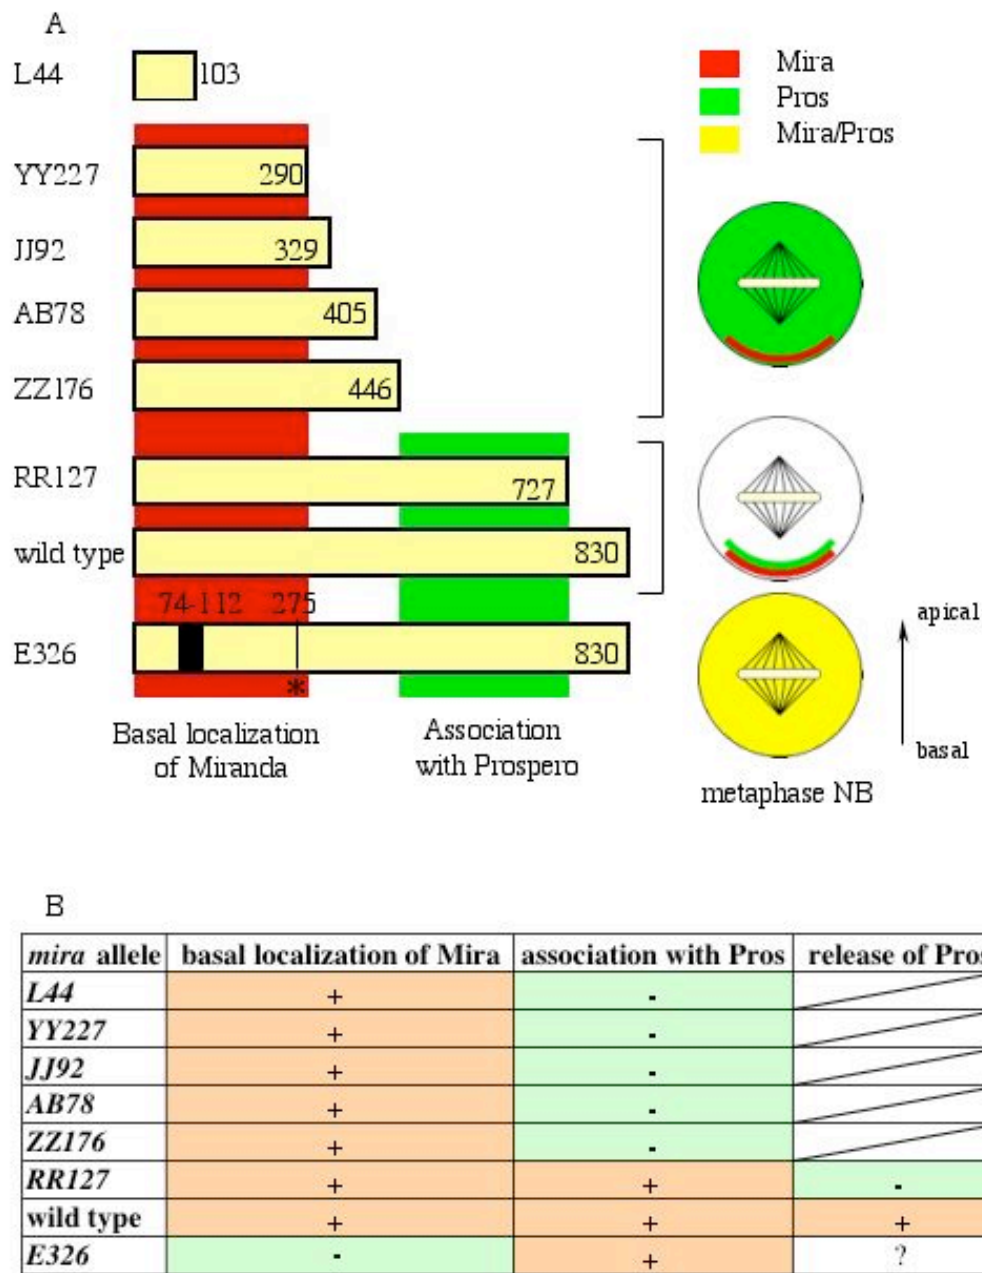 A
L44 103
Mira
Pros
Mira/Pros
YY227 290
JJ92 329
AB78 405
ZZ176 446
RR127 727
wild type 830
74-112 275
E326 830
*
apical
basal
Basal localization
of Miranda
Association
with Prospero
metaphase NB
B
mira allele basal localization of Mira association with Pros release of Pros
L44 + -
YY227 + -
JJ92 + -
AB78 + -
ZZ176 + -
RR127 + + -
wild type + + +
E326 - + ?